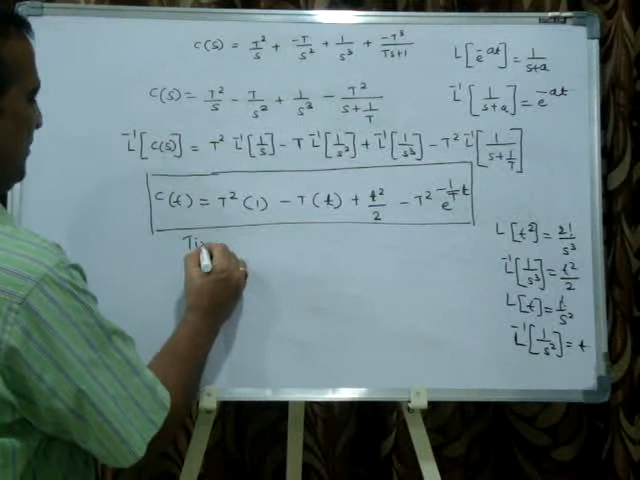 C(s) = T²/s + -T/s² + 1/s³ + -T³/Ts+1
C(s) = T²/s - T/s² + 1/s³ - T²/s+1/T
L⁻¹[C(s)] = T² L⁻¹[1/s] - T L⁻¹[1/s²] + L⁻¹[1/s³] - T² L⁻¹[1/s+1/T]
C(t) = T²(1) - T(t) + t²/2 - T² e^-1/T t
Ti
L[e^-at] = 1/s+a
L⁻¹[1/s+a] = e^-at
L[t²] = 2!/s³
L⁻¹[1/s³] = t²/2
L[t] = 1/s²
L⁻¹[1/s²] = t